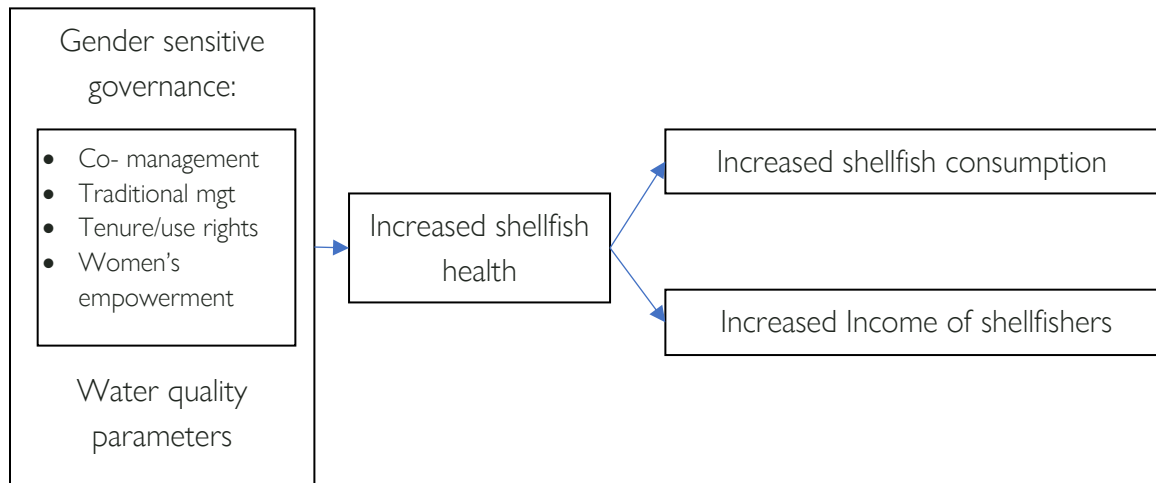 Gender sensitive
governance:
• Co- management
• Traditional mgt
• Tenure/use rights
• Women’s
empowerment
Water quality
parameters
Increased shellfish
health
Increased shellfish consumption
Increased Income of shellfishers